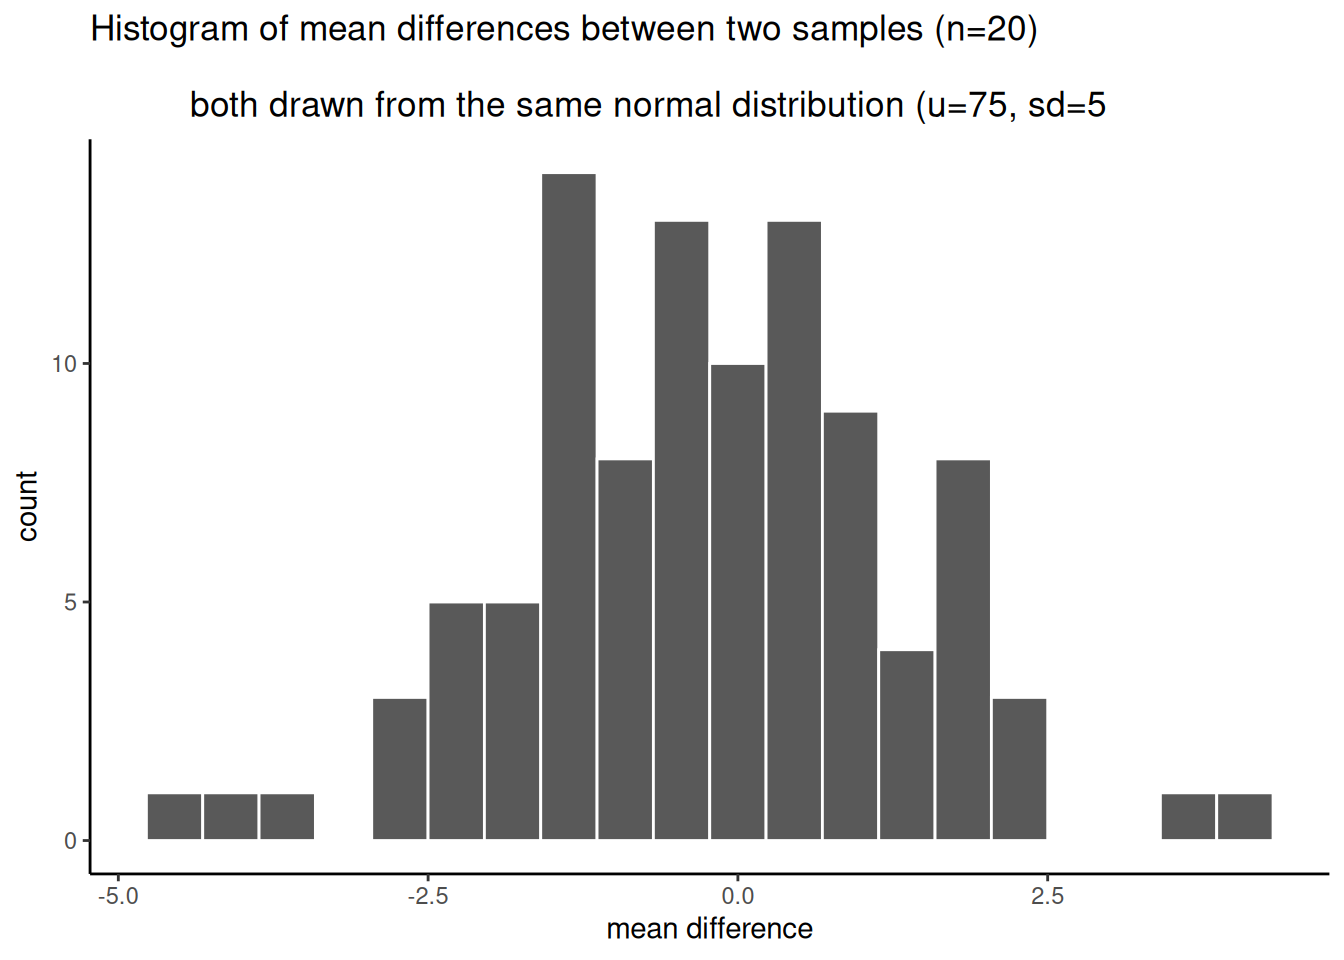 Histogram of mean differences between two samples (n=20)
both drawn from the same normal distribution (u=75, sd=5
10
5
0
count
-5.0
-2.5
0.0
2.5
mean difference